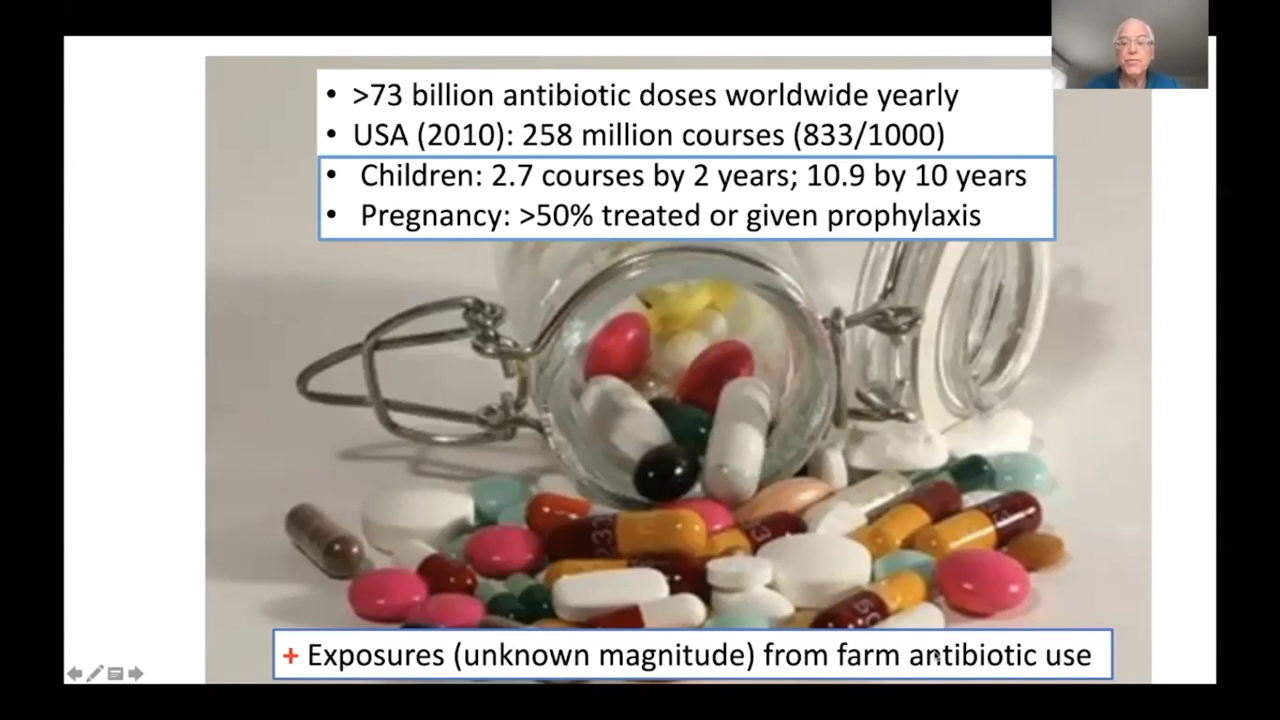 • >73 billion antibiotic doses worldwide yearly
• USA (2010): 258 million courses (833/1000)
• Children: 2.7 courses by 2 years; 10.9 by 10 years
• Pregnancy: >50% treated or given prophylaxis
+ Exposures (unknown magnitude) from farm antibiotic use